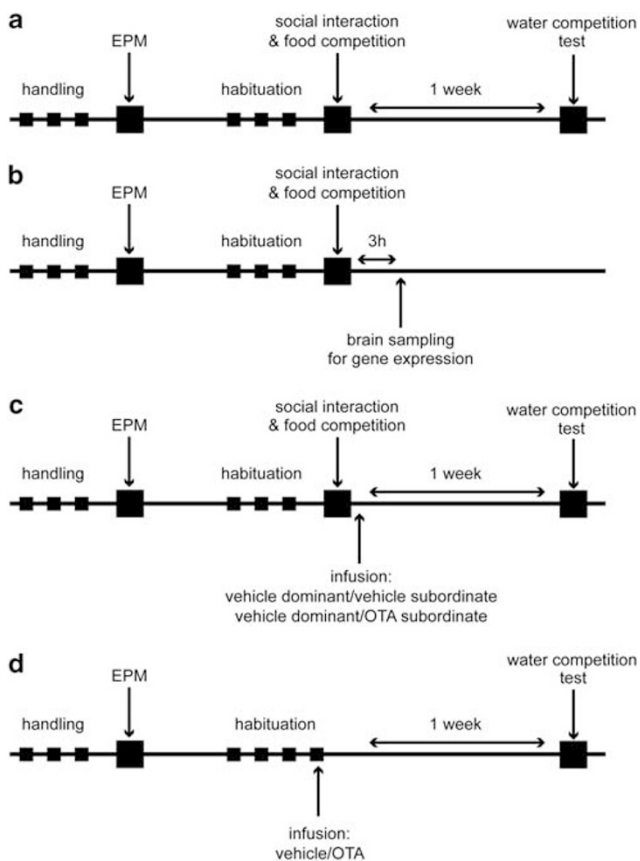 a
EPM
social interaction
& food competition
water competition
test
handling
habituation
1 week
b
EPM
social interaction
& food competition
handling
habituation
3h
brain sampling
for gene expression
c
EPM
social interaction
& food competition
water competition
test
handling
habituation
1 week
infusion:
vehicle dominant/vehicle subordinate
vehicle dominant/OTA subordinate
d
EPM
water competition
test
handling
habituation
1 week
infusion:
vehicle/OTA